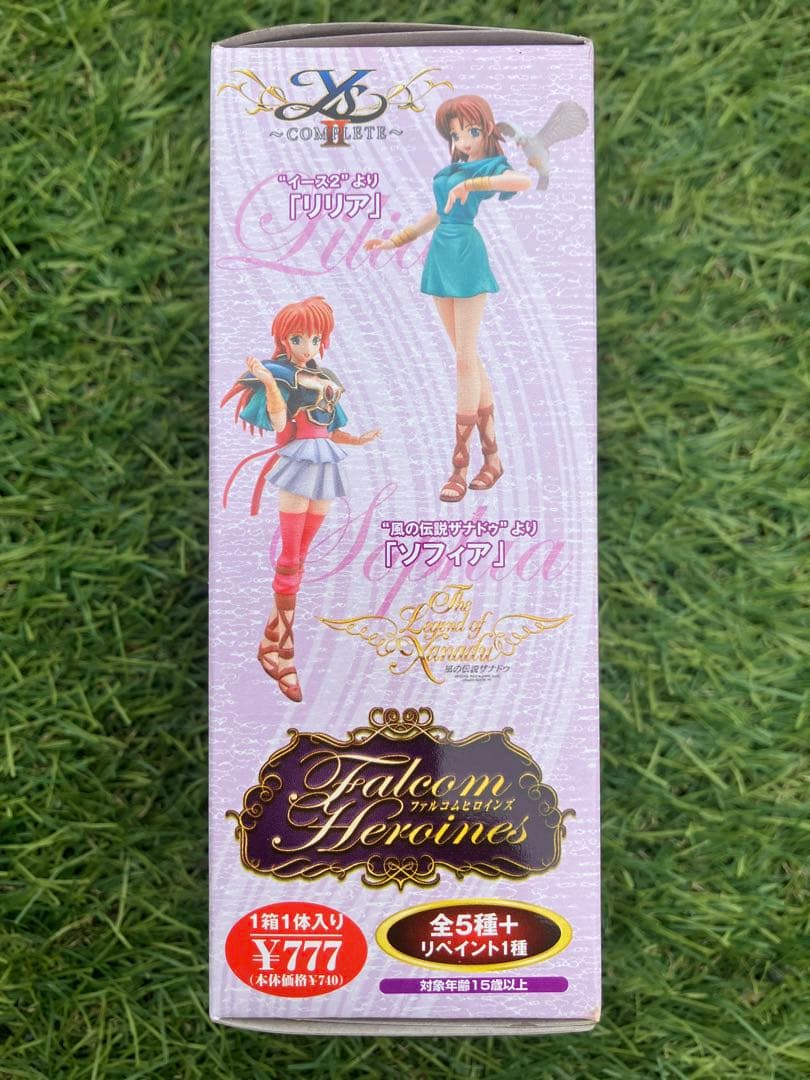 Ys
II
~COMPLETE~
"イース2"より
「リリア」
Lilia
"風の伝説ザナドゥ"より
「ソフィア」
Sophia
The
Legend of
Xanadu
風の伝説ザナドゥ
Falcom
ファルコムヒロインズ
Heroines
1箱1体入り
¥777
(本体価格¥740)
全5種+
リペイント1種
対象年齢15歳以上